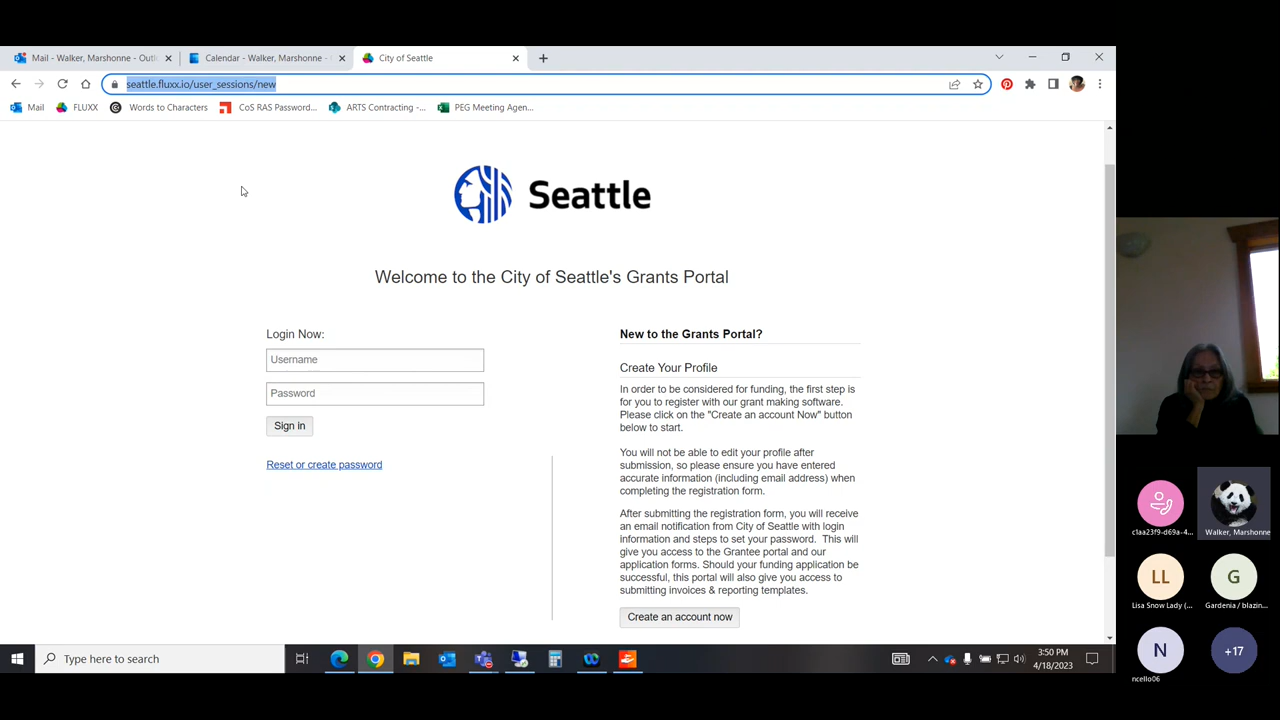 Mail - Walker, Marshonne - Outl
Calendar - Walker, Marshonne -
City of Seattle
seattle.fluxx.io/user_sessions/new
Mail
FLUXX
Words to Characters
CoS RAS Password...
ARTS Contracting -...
PEG Meeting Agen...
Seattle
Welcome to the City of Seattle's Grants Portal
Login Now:
Username
Password
Sign in
Reset or create password
New to the Grants Portal?
Create Your Profile
In order to be considered for funding, the first step is
for you to register with our grant making software.
Please click on the "Create an account Now" button
below to start.
You will not be able to edit your profile after
submission, so please ensure you have entered
accurate information (including email address) when
completing the registration form.
After submitting the registration form, you will receive
an email notification from City of Seattle with login
information and steps to set your password. This will
give you access to the Grantee portal and our
application forms. Should your funding application be
successful, this portal will also give you access to
submitting invoices & reporting templates.
Create an account now
c1aa23f9-d69a-4...
Walker, Marshonne
LL
Lisa Snow Lady (...
G
Gardenia / blazin...
N
ncello06
+17
Type here to search
3:50 PM
4/18/2023